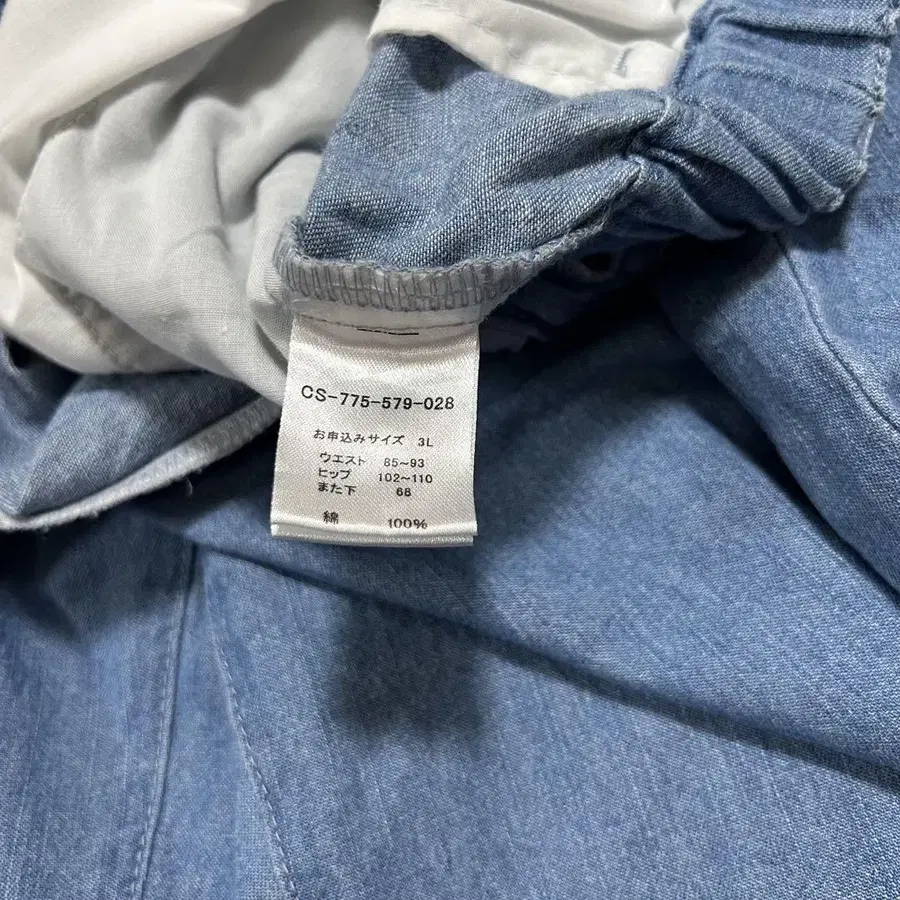 CS-775-579-028
お申込みサイズ 3L
ウエスト 85~93
ヒップ 102~110
また下 68
綿 100%